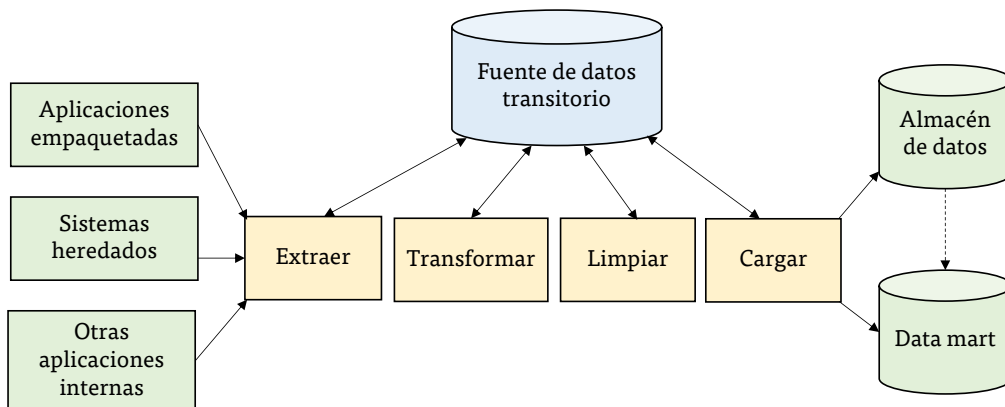 Fuente de datos
transitorio
Aplicaciones
empaquetadas
Almacén
de datos
Sistemas
heredados
Extraer
Transformar
Limpiar
Cargar
Otras
aplicaciones
internas
Data mart